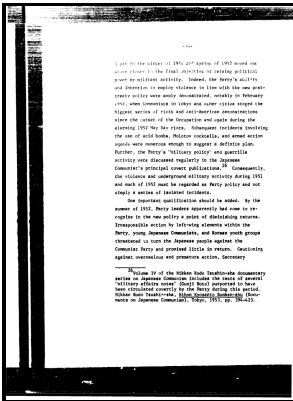 winter of 1951 and spring of 1952 moved one
place closer to the final objective of seizing political
power by military activity. Indeed, the Party's ability
and intention to employ violence in line with the new post-
treaty policy were amply demonstrated, notably in February
1952, when Communists in Tokyo and other cities staged the
biggest series of riots and anti-American demonstrations
since the outset of the Occupation and again during the
alarming 1952 May Day riots. Subsequent incidents involving
the use of acid bombs, Molotov cocktails, and armed action
squads were numerous enough to suggest a definite plan.
Further, the Party's "military policy" and guerilla
activity were discussed regularly in the Japanese
Communist's principal covert publications. Consequently,
the violence and underground military activity during 1951
and much of 1952 must be regarded as Party policy and not
simply a series of isolated incidents.
One important qualification should be added. By the
summer of 1952, Party leaders apparently had come to re-
cognize in the new policy a point of diminishing returns.
Irresponsible action by left-wing elements within the
Party, young Japanese Communists, and Korean youth groups
threatened to turn the Japanese people against the
Communist Party and promised little in return. Cautioning
against overzealous and premature action, Secretary
Volume IV of the Nikkan Rodo Tsushin-sha documentary
series on Japanese Communism includes the texts of several
"military affairs notes" (Gunji Noto) purported to have
been circulated covertly by the Party during this period.
Nikkan Rodo Tsushin-sha, Nihon Kyosanto Bunken-shu (Docu-
ments on Japanese Communism), Tokyo, 1953, pp. 394-423.